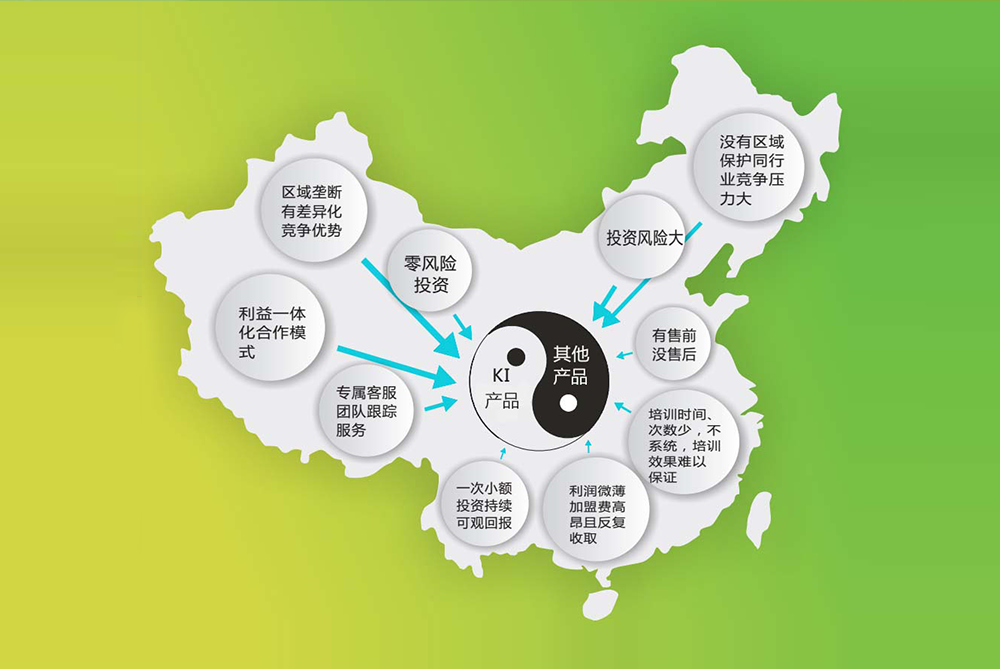 没有区域
保护同行
业竞争压
力大
区域垄断
有差异化
竞争优势
投资风险大
零风险
投资
利益一体
化合作模
式
有售前
没售后
其他
产品
KI
产品
专属客服
团队跟踪
服务
培训时间、
次数少，不
系统，培训
效果难以
保证
一次小额
投资持续
可观回报
利润微薄
加盟费高
昂且反复
收取